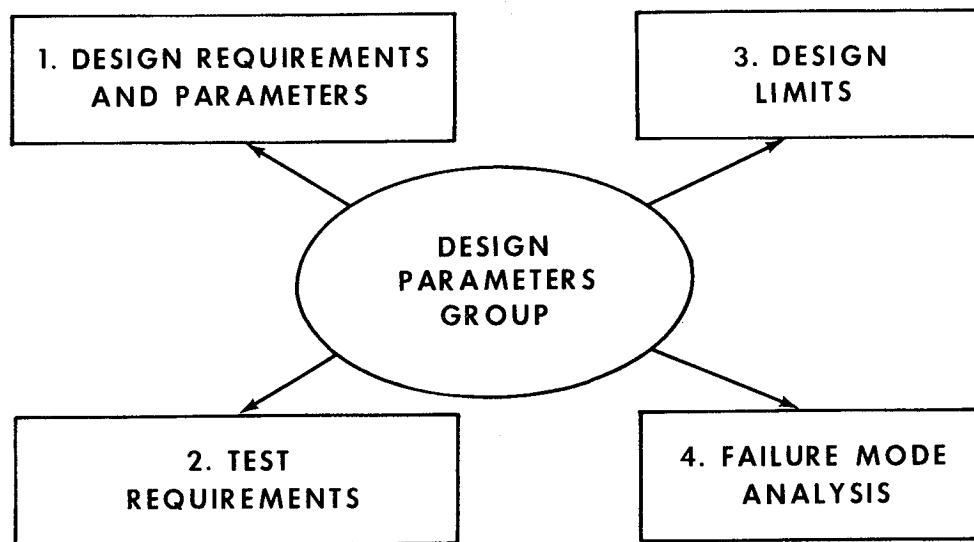 1. DESIGN REQUIREMENTS
AND PARAMETERS
3. DESIGN
LIMITS
DESIGN
PARAMETERS
GROUP
2. TEST
REQUIREMENTS
4. FAILURE MODE
ANALYSIS